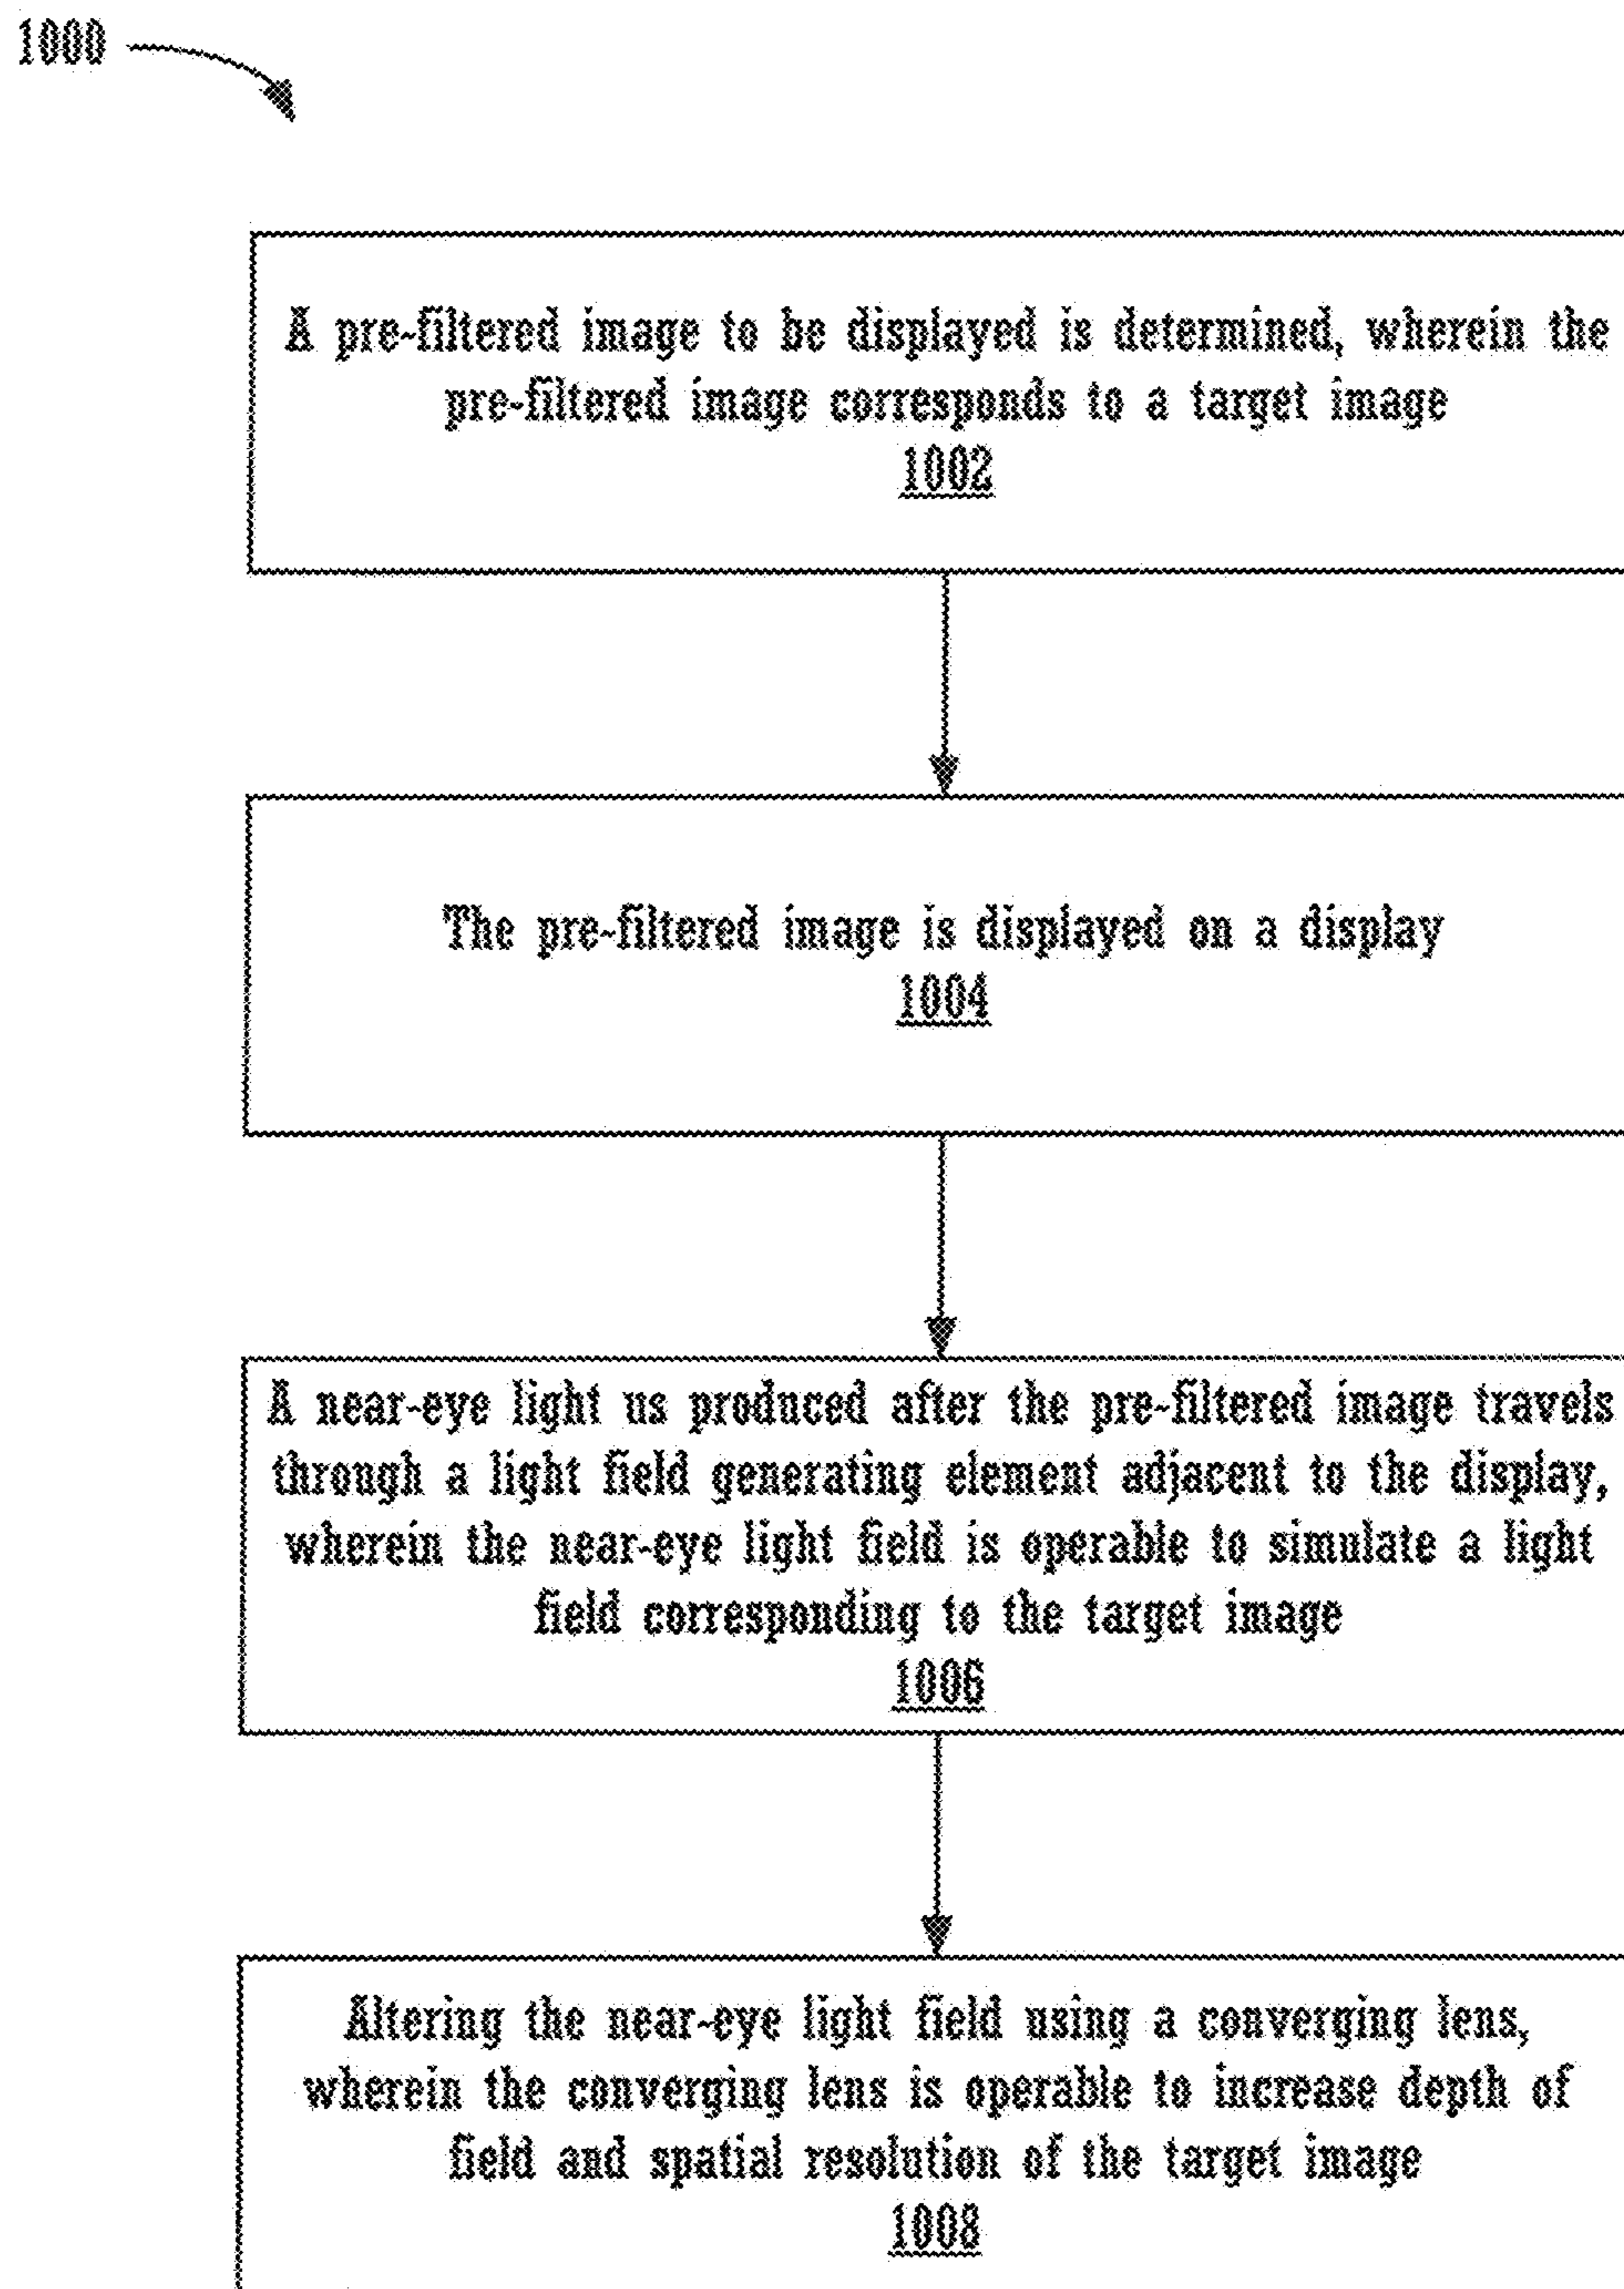 1000
A pre-filtered image to be displayed is determined, wherein the
pre-filtered image corresponds to a target image
1002
The pre-filtered image is displayed on a display
1004
A near-eye light us produced after the pre-filtered image travels
through a light field generating element adjacent to the display,
wherein the near-eye light field is operable to simulate a light
field corresponding to the target image
1006
Altering the near-eye light field using a converging lens,
wherein the converging lens is operable to increase depth of
field and spatial resolution of the target image
1008